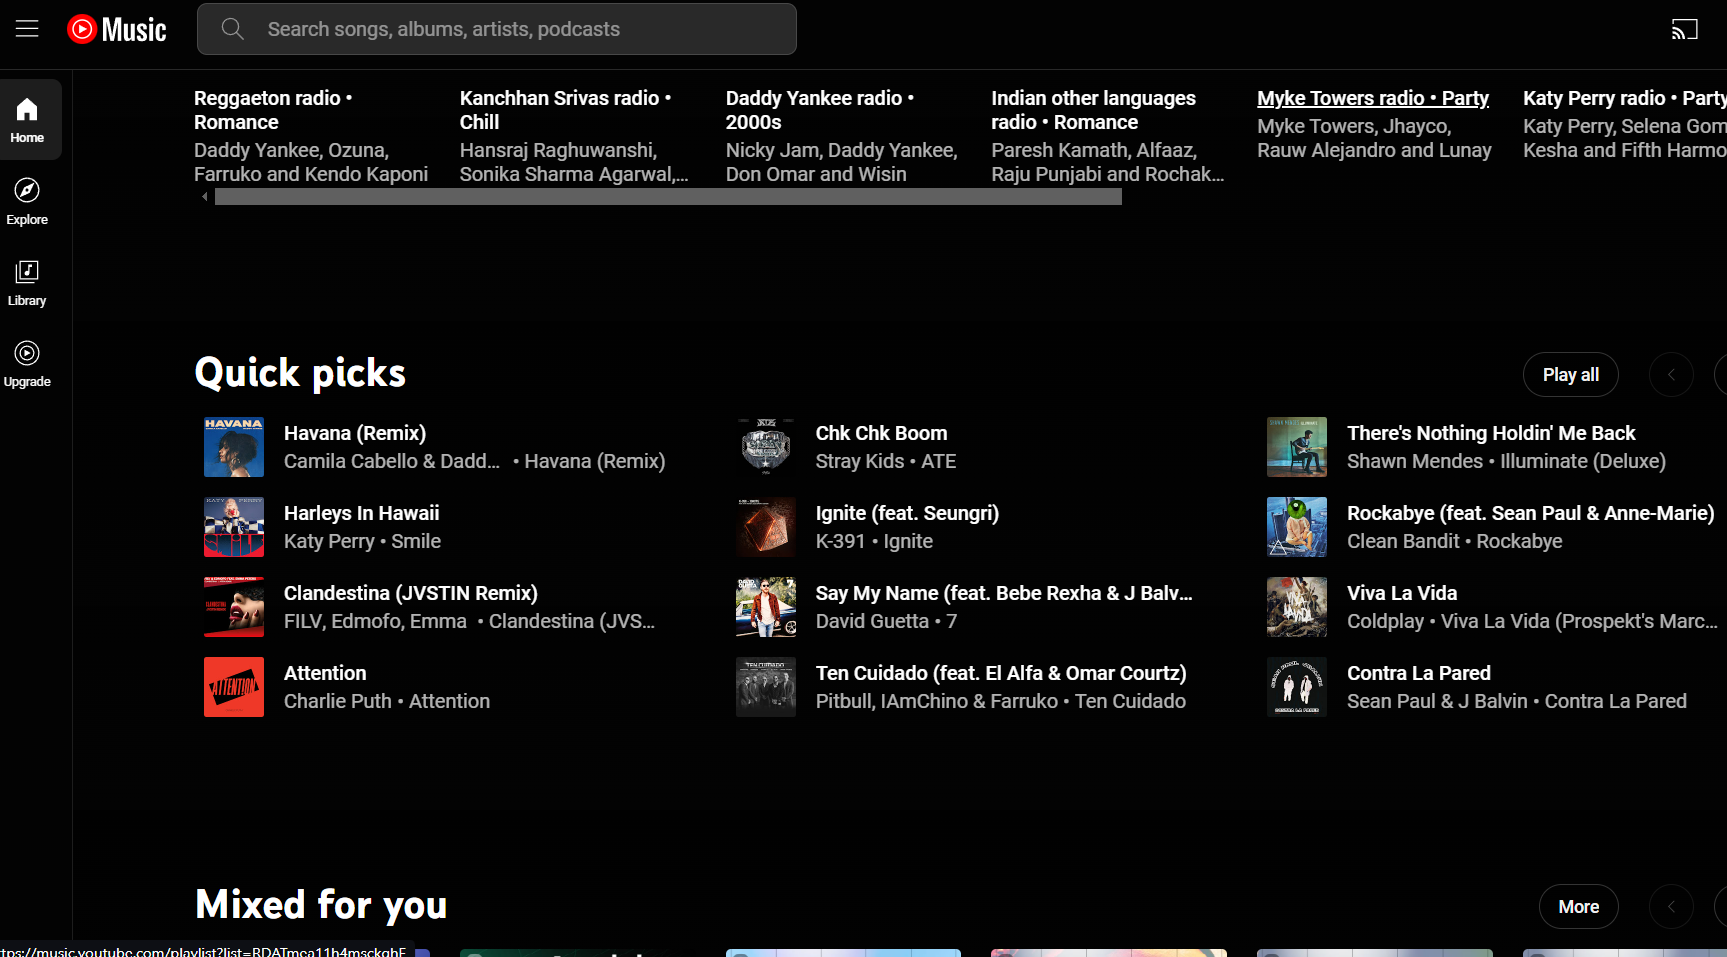 Music
Search songs, albums, artists, podcasts
Home
Explore
Library
Upgrade
Reggaeton radio •
Romance
Daddy Yankee, Ozuna,
Farruko and Kendo Kaponi
Kanchhan Srivas radio •
Chill
Hansraj Raghuwanshi,
Sonika Sharma Agarwal,...
Daddy Yankee radio •
2000s
Nicky Jam, Daddy Yankee,
Don Omar and Wisin
Indian other languages
radio • Romance
Paresh Kamath, Alfaaz,
Raju Punjabi and Rochak...
Myke Towers radio • Party
Myke Towers, Jhayco,
Rauw Alejandro and Lunay
Katy Perry radio • Party
Katy Perry, Selena Gom
Kesha and Fifth Harmo
Quick picks
Play all
HAVANA
Havana (Remix)
Camila Cabello & Dadd... • Havana (Remix)
Chk Chk Boom
Stray Kids • ATE
There's Nothing Holdin' Me Back
Shawn Mendes • Illuminate (Deluxe)
KATY PERRY
Harleys In Hawaii
Katy Perry • Smile
Ignite (feat. Seungri)
K-391 • Ignite
Rockabye (feat. Sean Paul & Anne-Marie)
Clean Bandit • Rockabye
Clandestina (JVSTIN Remix)
FILV, Edmofo, Emma • Clandestina (JVS...
Say My Name (feat. Bebe Rexha & J Balv...
David Guetta • 7
Viva La Vida
Coldplay • Viva La Vida (Prospekt's Marc...
ATTENTION
Attention
Charlie Puth • Attention
TEN CUIDADO
Ten Cuidado (feat. El Alfa & Omar Courtz)
Pitbull, IAmChino & Farruko • Ten Cuidado
CONTRA LA PARED
Contra La Pared
Sean Paul & J Balvin • Contra La Pared
Mixed for you
More